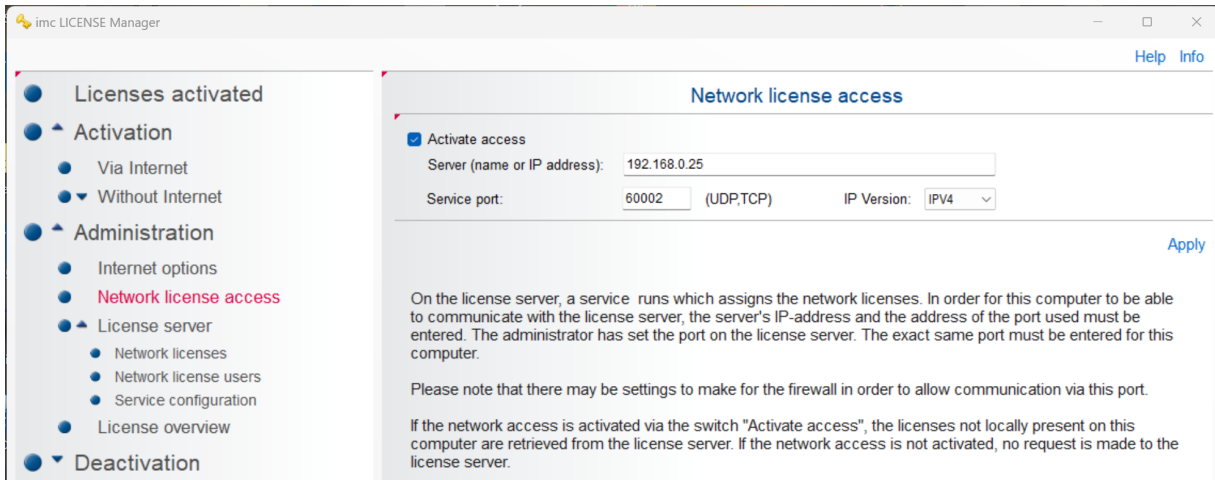 imc LICENSE Manager
Help Info
Licenses activated
Activation
Via Internet
Without Internet
Administration
Internet options
Network license access
License server
Network licenses
Network license users
Service configuration
License overview
Deactivation
Network license access
Activate access
Server (name or IP address): 192.168.0.25
Service port: 60002 (UDP,TCP) IP Version: IPV4
Apply
On the license server, a service runs which assigns the network licenses. In order for this computer to be able
to communicate with the license server, the server's IP-address and the address of the port used must be
entered. The administrator has set the port on the license server. The exact same port must be entered for this
computer.
Please note that there may be settings to make for the firewall in order to allow communication via this port.
If the network access is activated via the switch "Activate access", the licenses not locally present on this
computer are retrieved from the license server. If the network access is not activated, no request is made to the
license server.